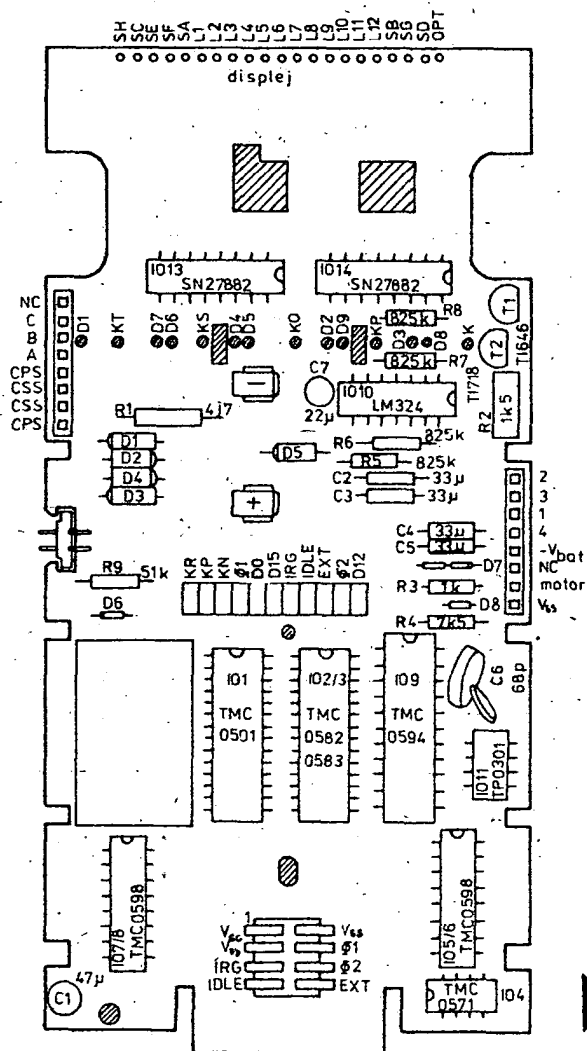 SH SC SE SF SA L1 L2 L3 L4 L5 L6 L7 L8 L9 L10 L11 L12 SB SG SD OPT
displej
IO13
SN27882
IO14
SN27882
NC
C
B
A
CPS
CSS
CSS
CPS
D1 KT D7 D6 KS D4 D5 KO D2 D9 KP D3 D8 K
825k R8
825k R7
T1
T2
TI646
TI718
R2 1k5
C7
22µ
IO10
LM324
R1 4j7
D1
D2
D4
D3
D5
R6 825k
R5 825k
C2 33µ
C3 33µ
C4 33µ
C5 33µ
D7
R3 1k
D8
R4 7k5
2
3
1
4
-Vbat
NC
motor
Vss
R9 51k
D6
KR KP KN φ1 D0 D15 IRG IDLE EXT φ2 D12
IO1
TMC
0501
IO2/3
TMC
0582
0583
IO9
TMC
0594
C6
68p
IO11
TP0301
IO7/8
TMC0598
IO5/6
TMC0598
1
VGG Vss
VDD φ1
IRG φ2
IDLE EXT
47µ
C1
TMC
0571
IO4